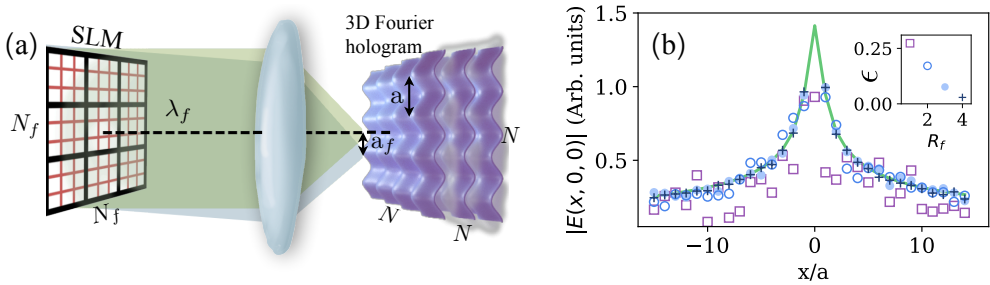 (a)
SLM
λ_f
N_f
N_f
3D Fourier
hologram
a
a_f
N
N
N
(b)
|E(x, 0, 0)| (Arb. units)
1.5
1.0
0.5
−10
0
10
x/a
ϵ
0.25
0.00
2
4
R_f